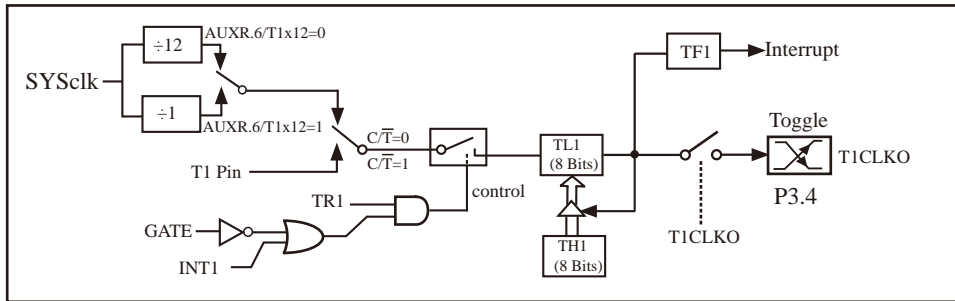 AUXR.6/T1x12=0
÷12
SYSclk
÷1
AUXR.6/T1x12=1
T1 Pin
C/T̅=0
C/T̅=1
TR1
GATE
INT1
control
TL1
(8 Bits)
TH1
(8 Bits)
TF1
Interrupt
T1CLKO
Toggle
T1CLKO
P3.4